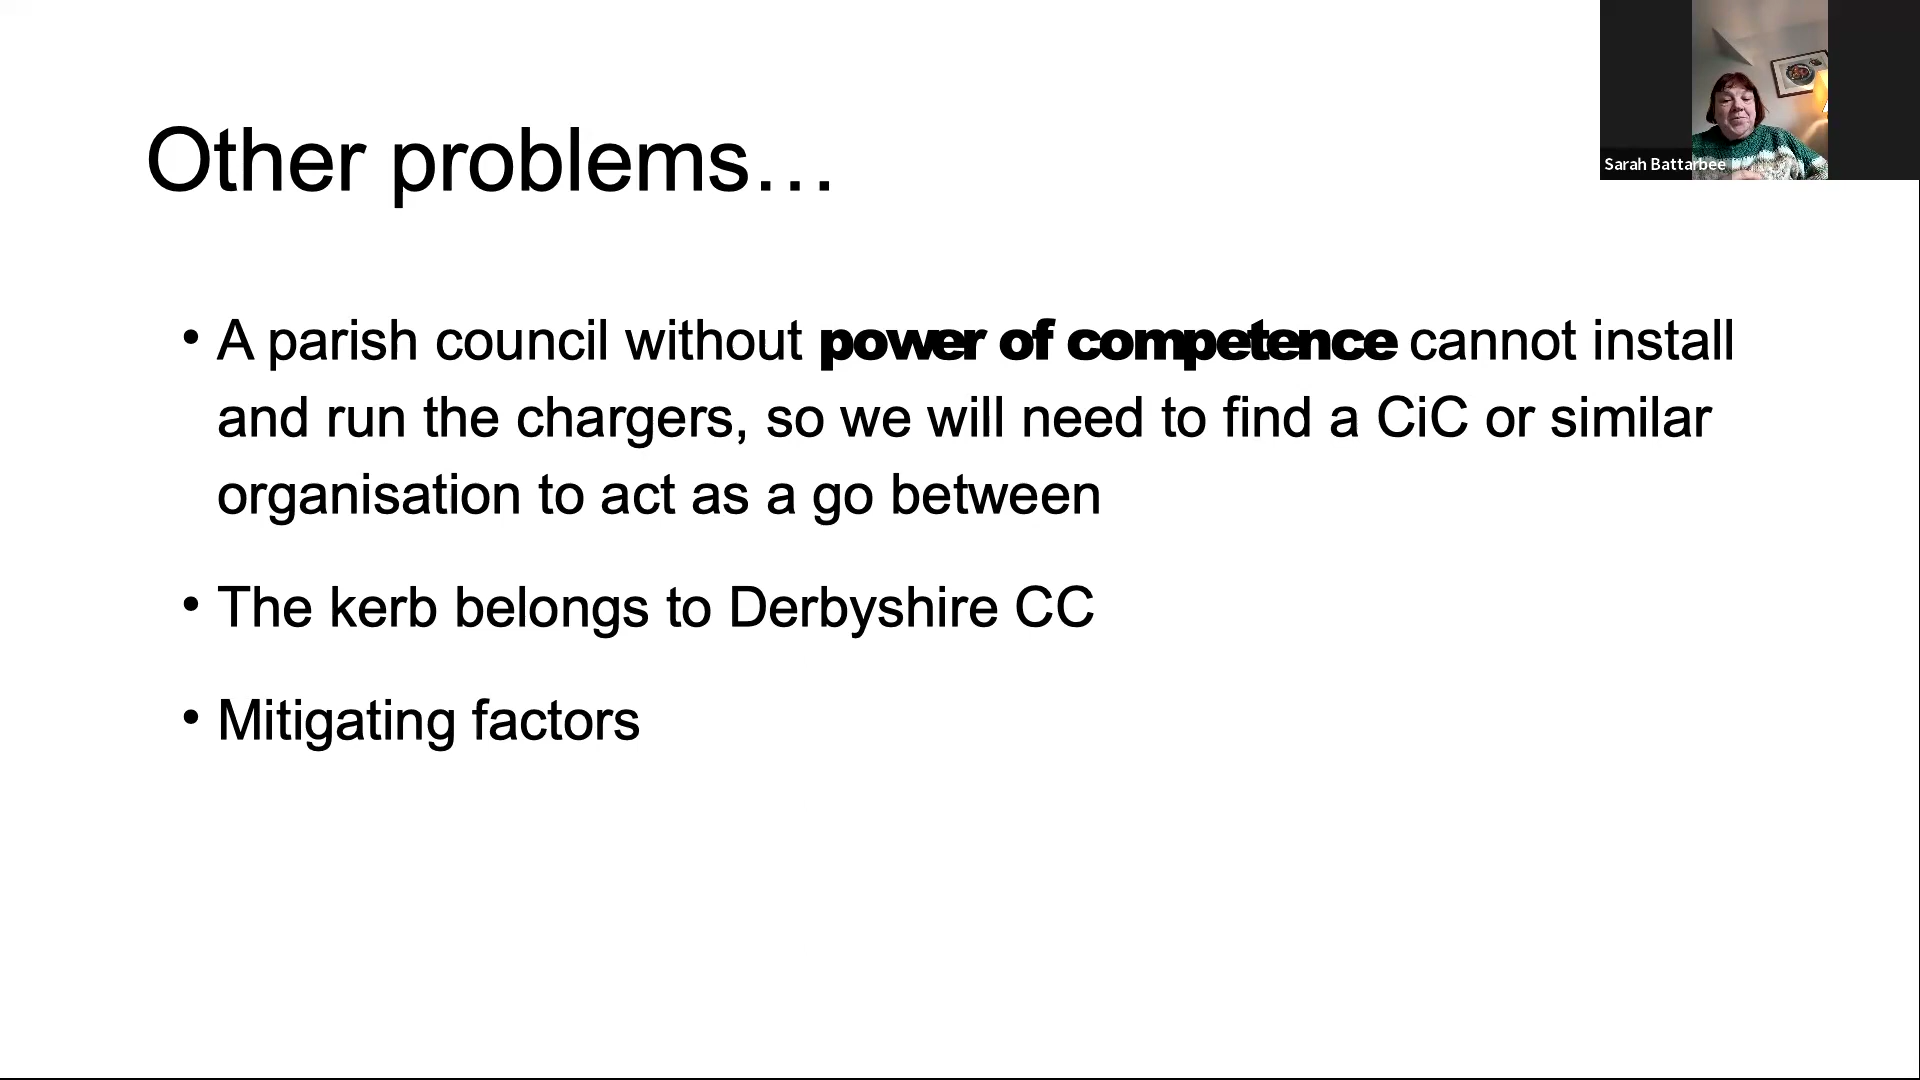 Other problems…
• A parish council without power of competence cannot install
and run the chargers, so we will need to find a CiC or similar
organisation to act as a go between
• The kerb belongs to Derbyshire CC
• Mitigating factors
Sarah Battarbee